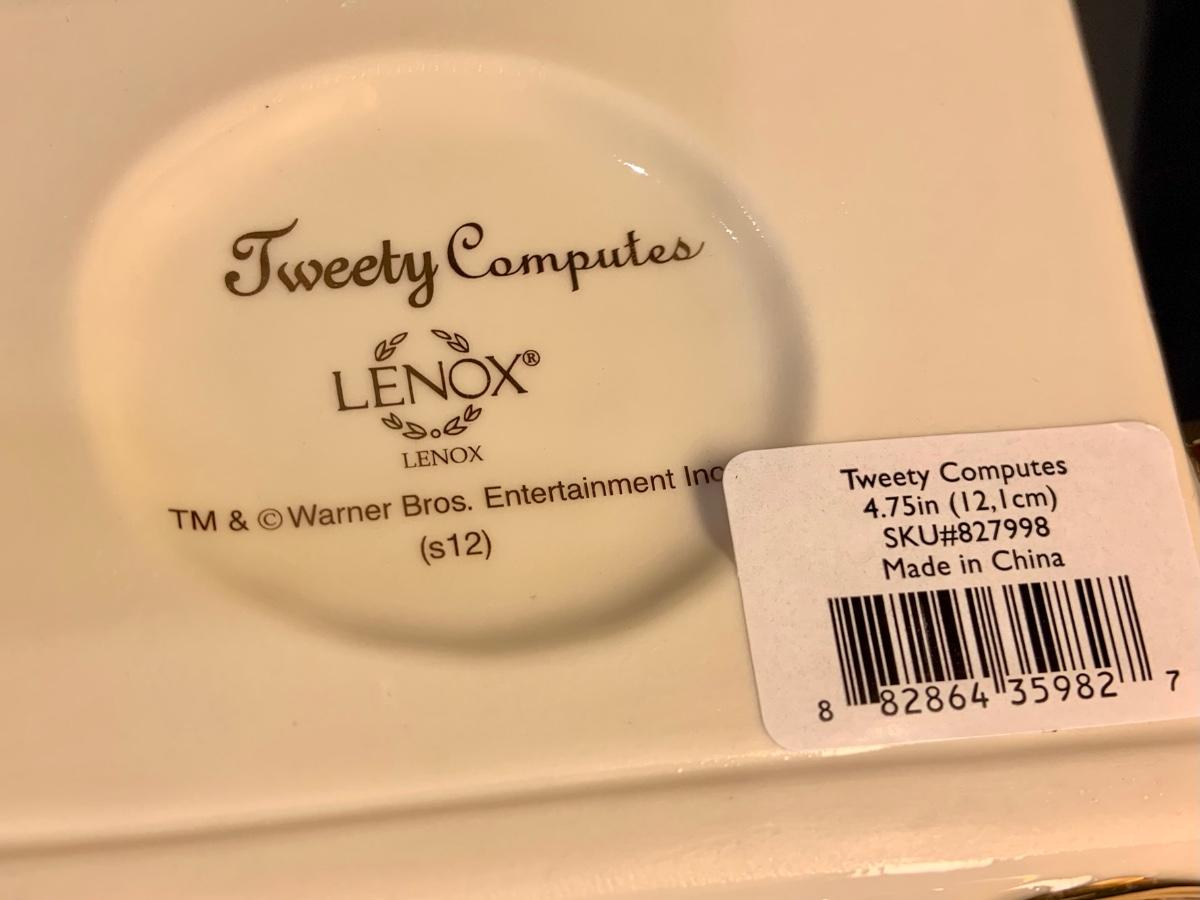 Tweety Computes
LENOX®
LENOX
TM & © Warner Bros. Entertainment Inc
(s12)
Tweety Computes
4.75in (12,1cm)
SKU#827998
Made in China
8 82864 35982 7